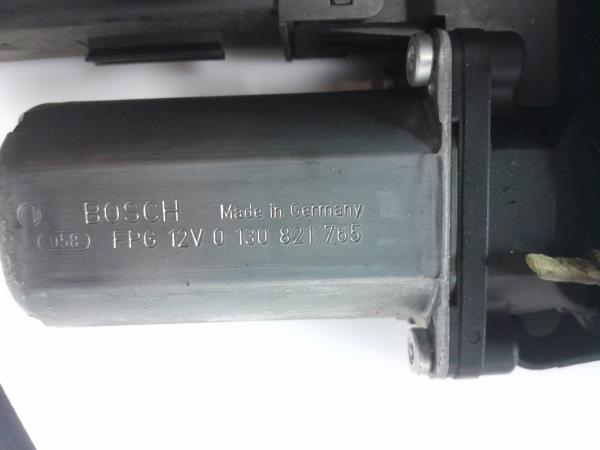 BOSCH Made in Germany
058 FPG 12V 0 130 821 765